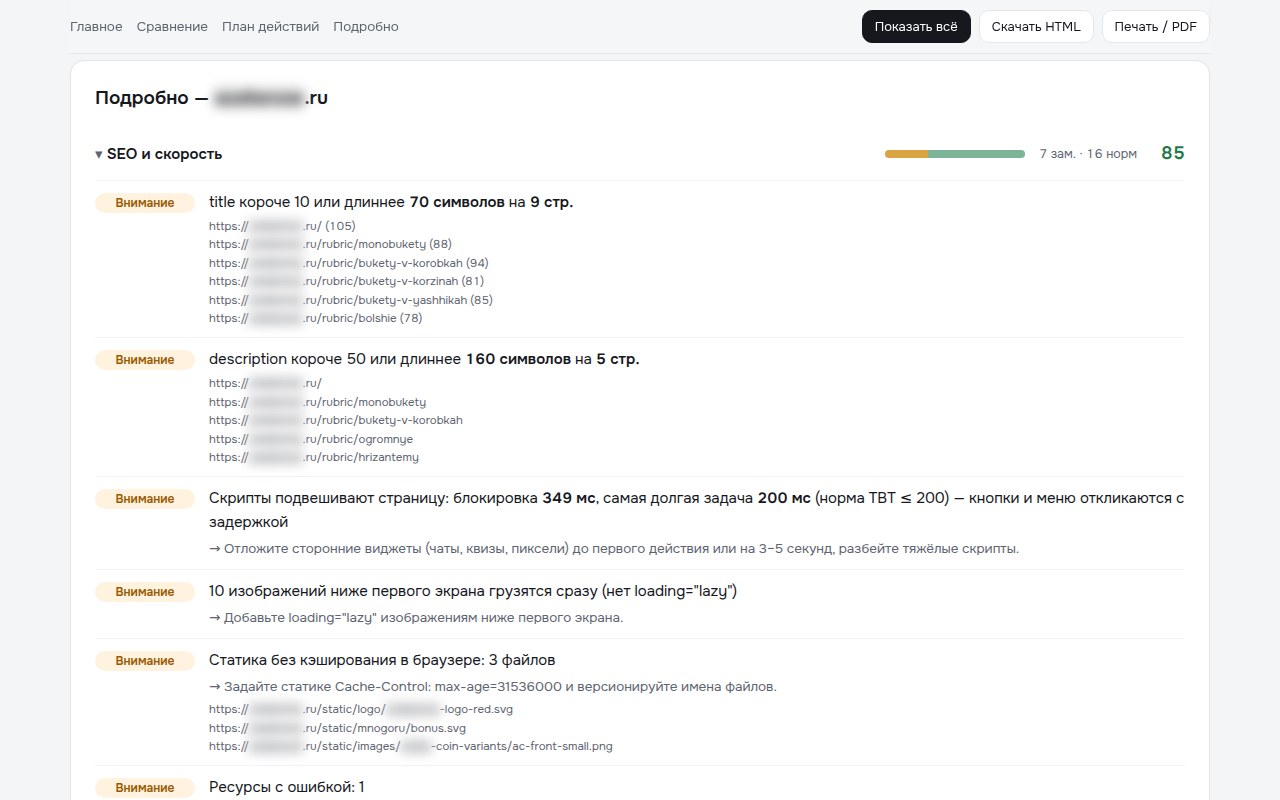 Главное Сравнение План действий Подробно Показать всё Скачать HTML Печать / PDF
Подробно — .ru
▾ SEO и скорость 7 зам. · 16 норм 85
Внимание title короче 10 или длиннее 70 символов на 9 стр.
https:// .ru/ (105)
https:// .ru/rubric/monobukety (88)
https:// .ru/rubric/bukety-v-korobkah (94)
https:// .ru/rubric/bukety-v-korzinah (81)
https:// .ru/rubric/bukety-v-yashhikah (85)
https:// .ru/rubric/bolshie (78)
Внимание description короче 50 или длиннее 160 символов на 5 стр.
https:// .ru/
https:// .ru/rubric/monobukety
https:// .ru/rubric/bukety-v-korobkah
https:// .ru/rubric/ogromnye
https:// .ru/rubric/hrizantemy
Внимание Скрипты подвешивают страницу: блокировка 349 мс, самая долгая задача 200 мс (норма TBT ≤ 200) — кнопки и меню откликаются с
задержкой
→ Отложите сторонние виджеты (чаты, квизы, пиксели) до первого действия или на 3–5 секунд, разбейте тяжёлые скрипты.
Внимание 10 изображений ниже первого экрана грузятся сразу (нет loading="lazy")
→ Добавьте loading="lazy" изображениям ниже первого экрана.
Внимание Статика без кэширования в браузере: 3 файлов
→ Задайте статике Cache-Control: max-age=31536000 и версионируйте имена файлов.
https:// .ru/static/logo/ -logo-red.svg
https:// .ru/static/mnogoru/bonus.svg
https:// .ru/static/images/ -coin-variants/ac-front-small.png
Внимание Ресурсы с ошибкой: 1